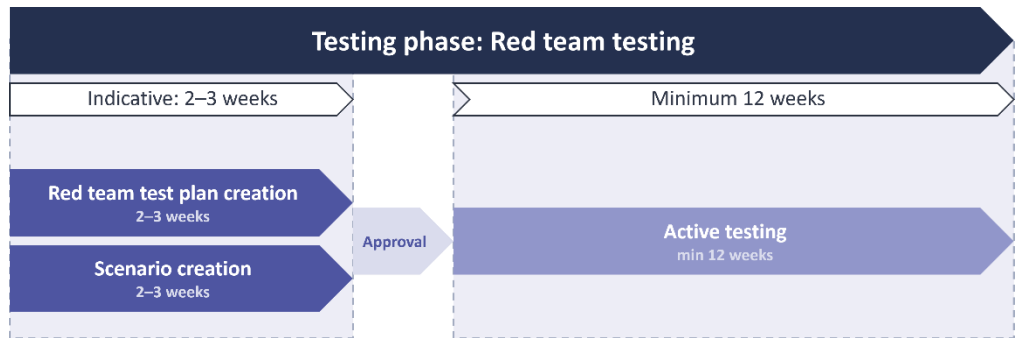 Testing phase: Red team testing
Indicative: 2–3 weeks
Minimum 12 weeks
Red team test plan creation
2–3 weeks
Approval
Active testing
min 12 weeks
Scenario creation
2–3 weeks